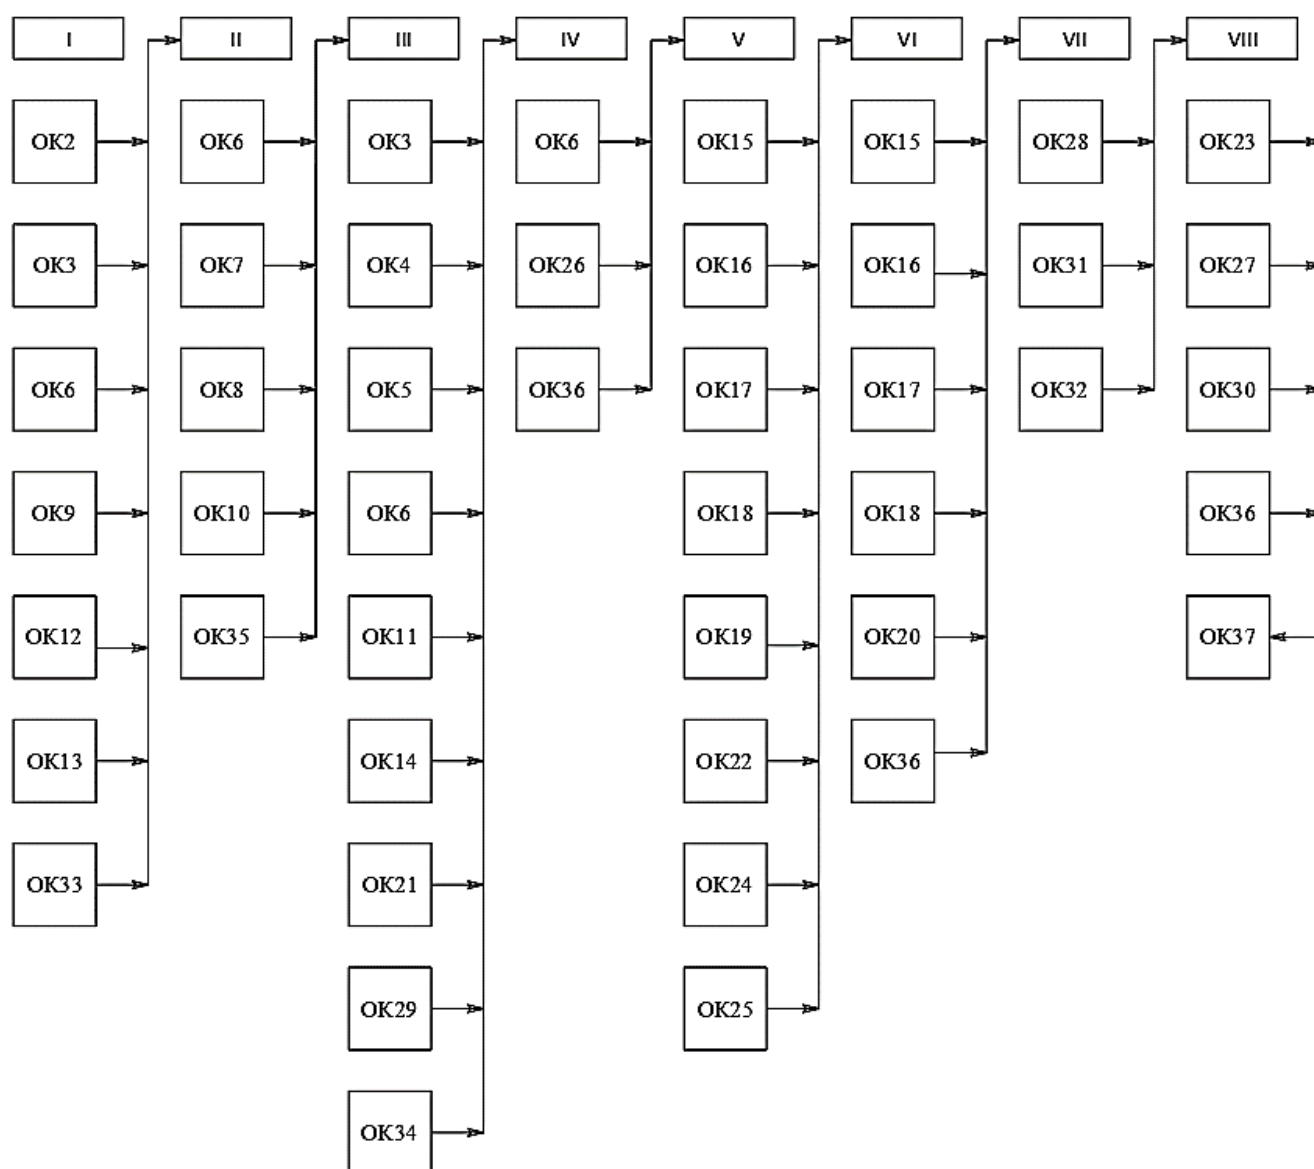 I II III IV V VI VII VIII
OK2 OK6 OK3 OK6 OK15 OK15 OK28 OK23
OK3 OK7 OK4 OK26 OK16 OK16 OK31 OK27
OK6 OK8 OK5 OK36 OK17 OK17 OK32 OK30
OK9 OK10 OK6 OK18 OK18 OK36
OK12 OK35 OK11 OK19 OK20 OK37
OK13 OK14 OK22 OK36
OK33 OK21 OK24
OK29 OK25
OK34